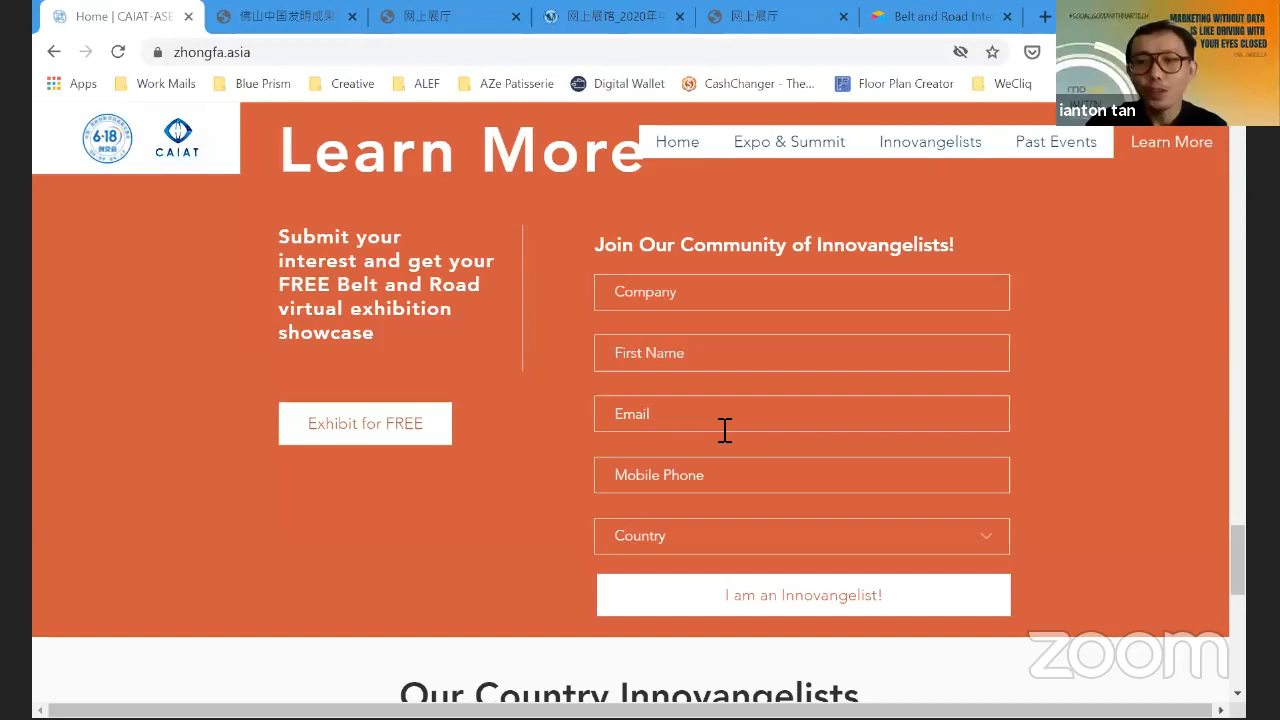 Home | CAIAT-ASE
佛山中国发明成果
网上展厅
网上展馆_2020年
网上展厅
Belt and Road Inte
#SOCIALGOODWITHMARTECH
MARKETING WITHOUT DATA
IS LIKE DRIVING WITH
YOUR EYES CLOSED
zhongfa.asia
Apps
Work Mails
Blue Prism
Creative
ALEF
AZe Patisserie
Digital Wallet
CashChanger - The...
Floor Plan Creator
WeCliq
ianton tan
6·18
CAIAT
Learn More
Home
Expo & Summit
Innovangelists
Past Events
Learn More
Submit your
interest and get your
FREE Belt and Road
virtual exhibition
showcase
Exhibit for FREE
Join Our Community of Innovangelists!
Company
First Name
Email
Mobile Phone
Country
I am an Innovangelist!
zoom
Our Country Innovangelists